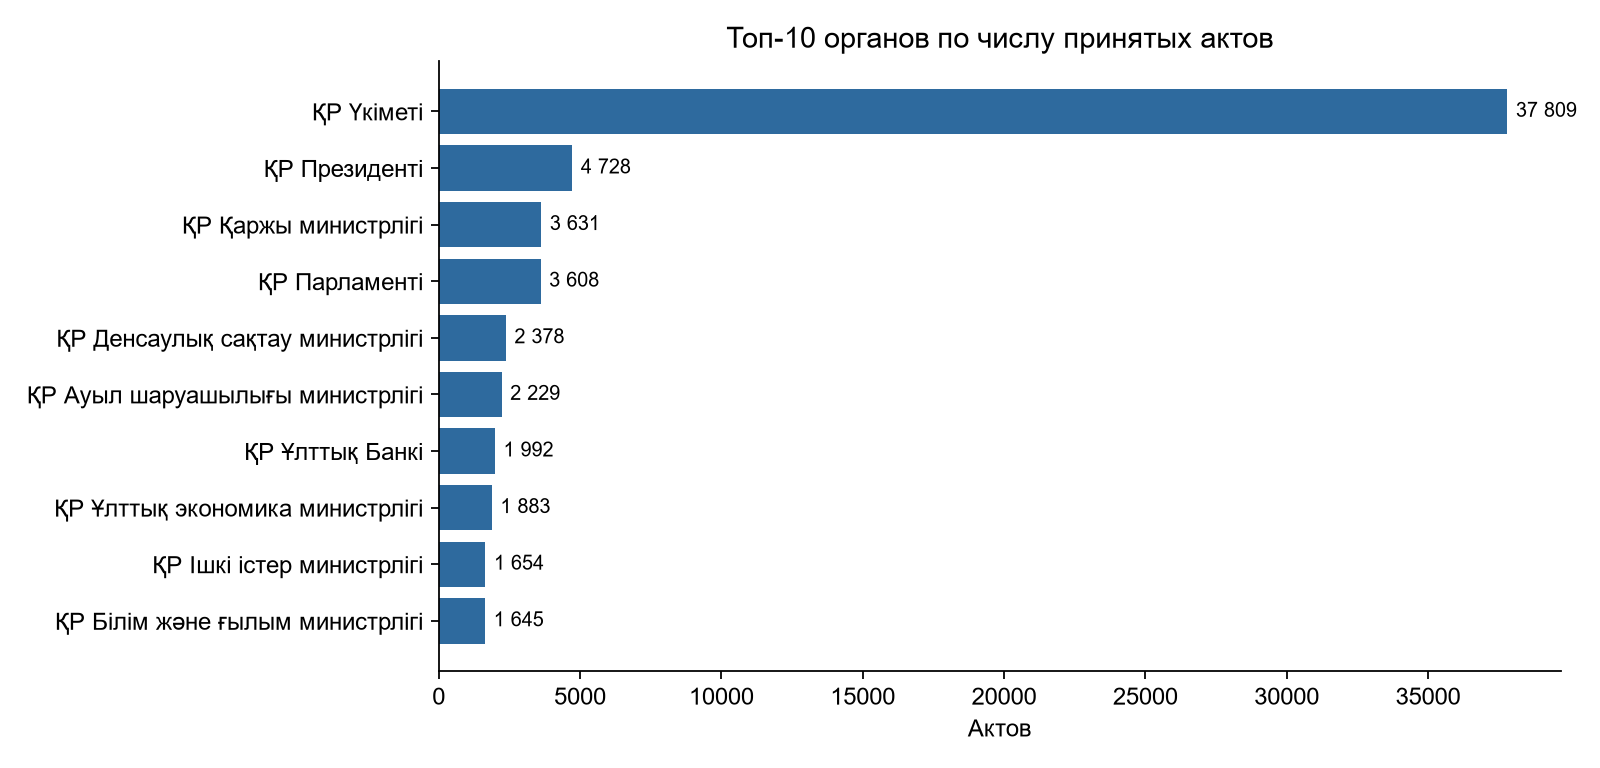 Топ-10 органов по числу принятых актов
ҚР Үкіметі 37 809
ҚР Президенті 4 728
ҚР Қаржы министрлігі 3 631
ҚР Парламенті 3 608
ҚР Денсаулық сақтау министрлігі 2 378
ҚР Ауыл шаруашылығы министрлігі 2 229
ҚР Ұлттық Банкі 1 992
ҚР Ұлттық экономика министрлігі 1 883
ҚР Ішкі істер министрлігі 1 654
ҚР Білім және ғылым министрлігі 1 645
0 5000 10000 15000 20000 25000 30000 35000
Актов